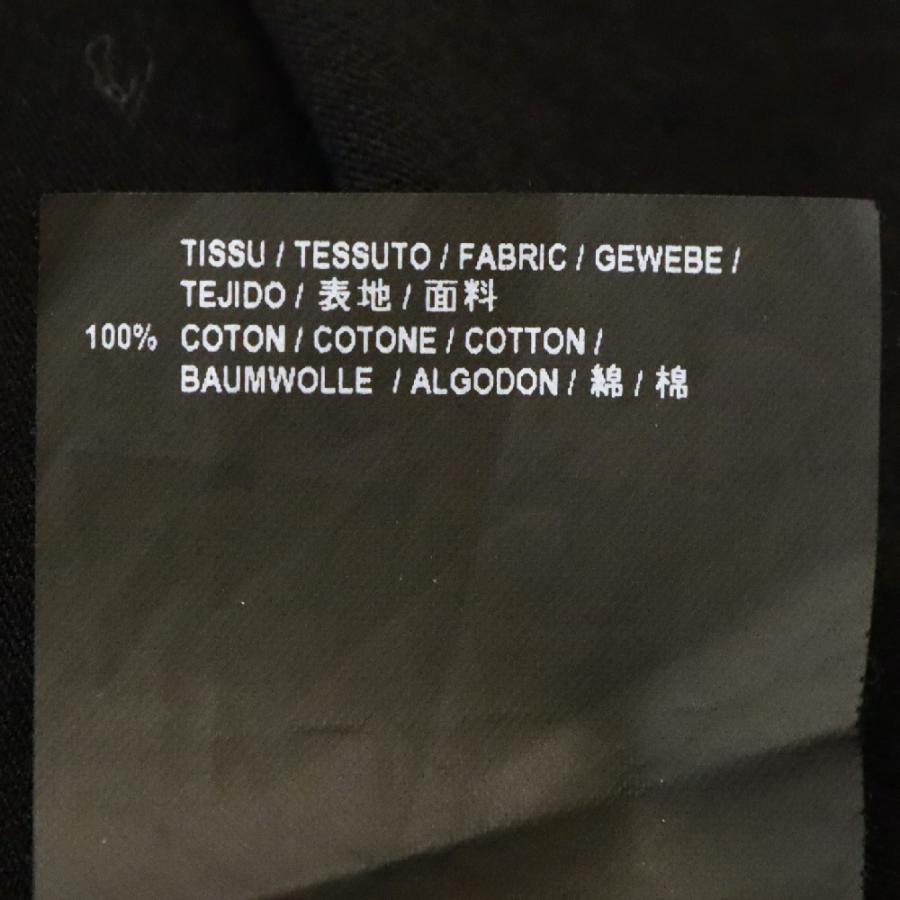 TISSU / TESSUTO / FABRIC / GEWEBE /
TEJIDO / 表地 / 面料
100% COTON / COTONE / COTTON /
BAUMWOLLE / ALGODON / 綿 / 棉